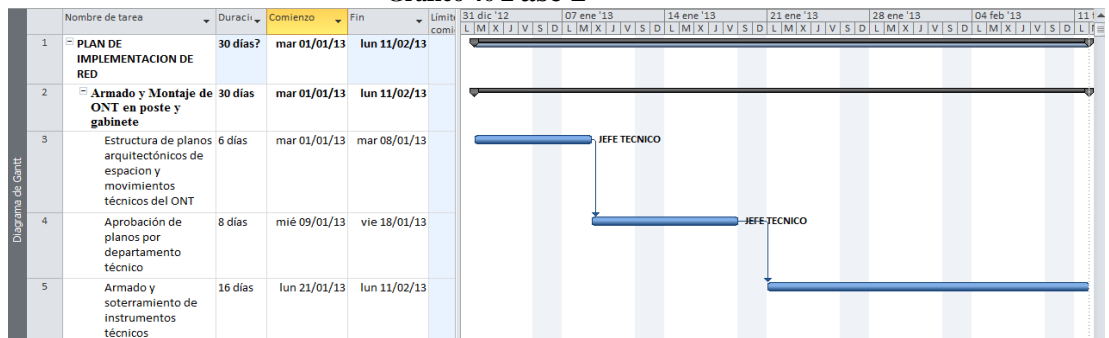 Nombre de tarea Duració Comienzo Fin Límite comie
31 dic '12 07 ene '13 14 ene '13 21 ene '13 28 ene '13 04 feb '13 11 f
L M X J V S D L M X J V S D L M X J V S D L M X J V S D L M X J V S D L M X J V S D L M
1 PLAN DE 30 días? mar 01/01/13 lun 11/02/13
IMPLEMENTACION DE
RED
2 Armado y Montaje de 30 días mar 01/01/13 lun 11/02/13
ONT en poste y
gabinete
3 Estructura de planos 6 días mar 01/01/13 mar 08/01/13 JEFE TECNICO
arquitectónicos de
espacion y
movimientos
técnicos del ONT
4 Aprobación de 8 días mié 09/01/13 vie 18/01/13 JEFE TECNICO
planos por
departamento
técnico
5 Armado y 16 días lun 21/01/13 lun 11/02/13
soterramiento de
instrumentos
técnicos
Diagrama de Gantt